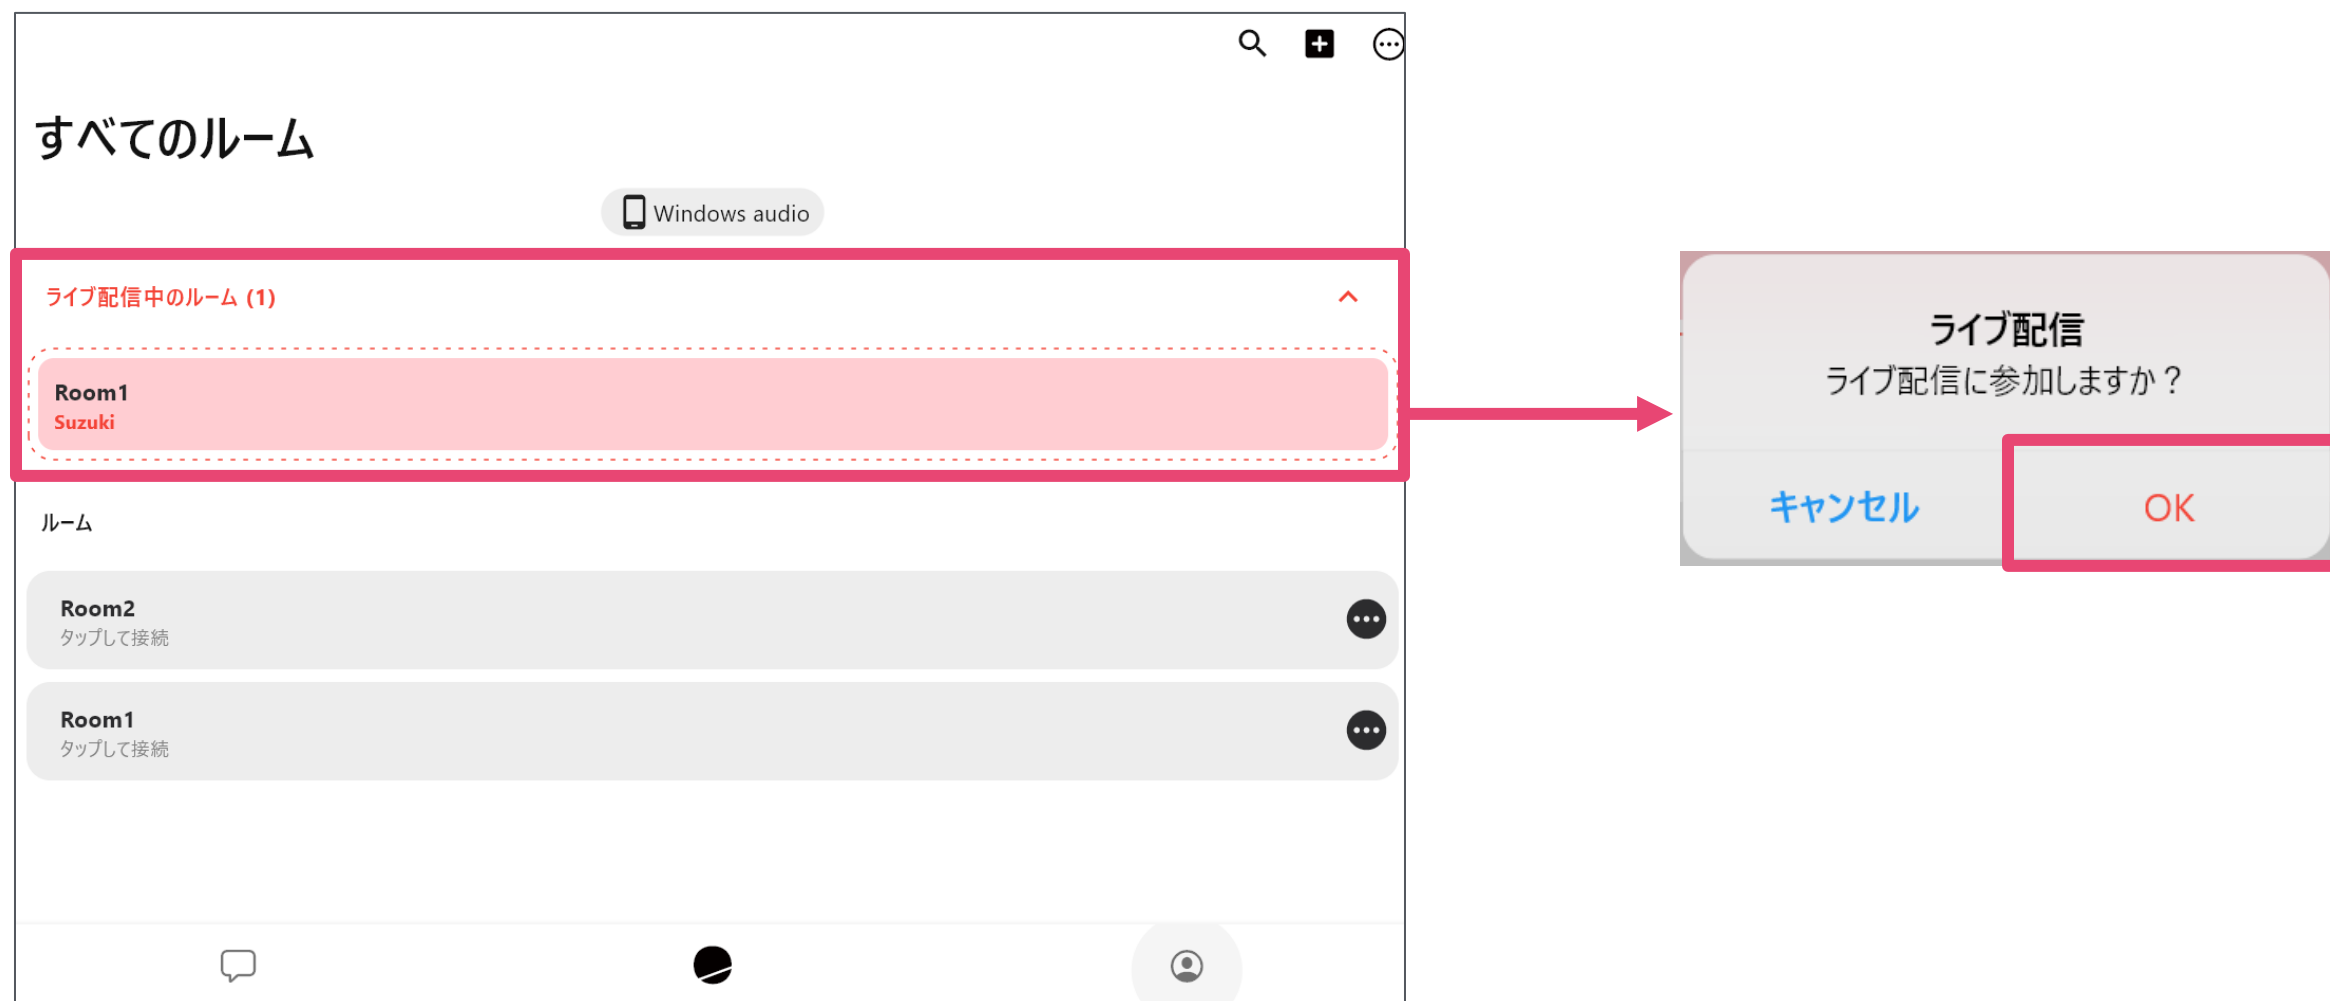 すべてのルーム
Windows audio
ライブ配信中のルーム (1)
Room1
Suzuki
ルーム
Room2
タップして接続
Room1
タップして接続
ライブ配信
ライブ配信に参加しますか？
キャンセル
OK